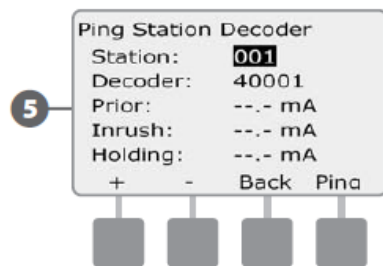 Ping Station Decoder
Station: 001
Decoder: 40001
5
Prior: --.- mA
Inrush: --.- mA
Holding: --.- mA
+ - Back Ping